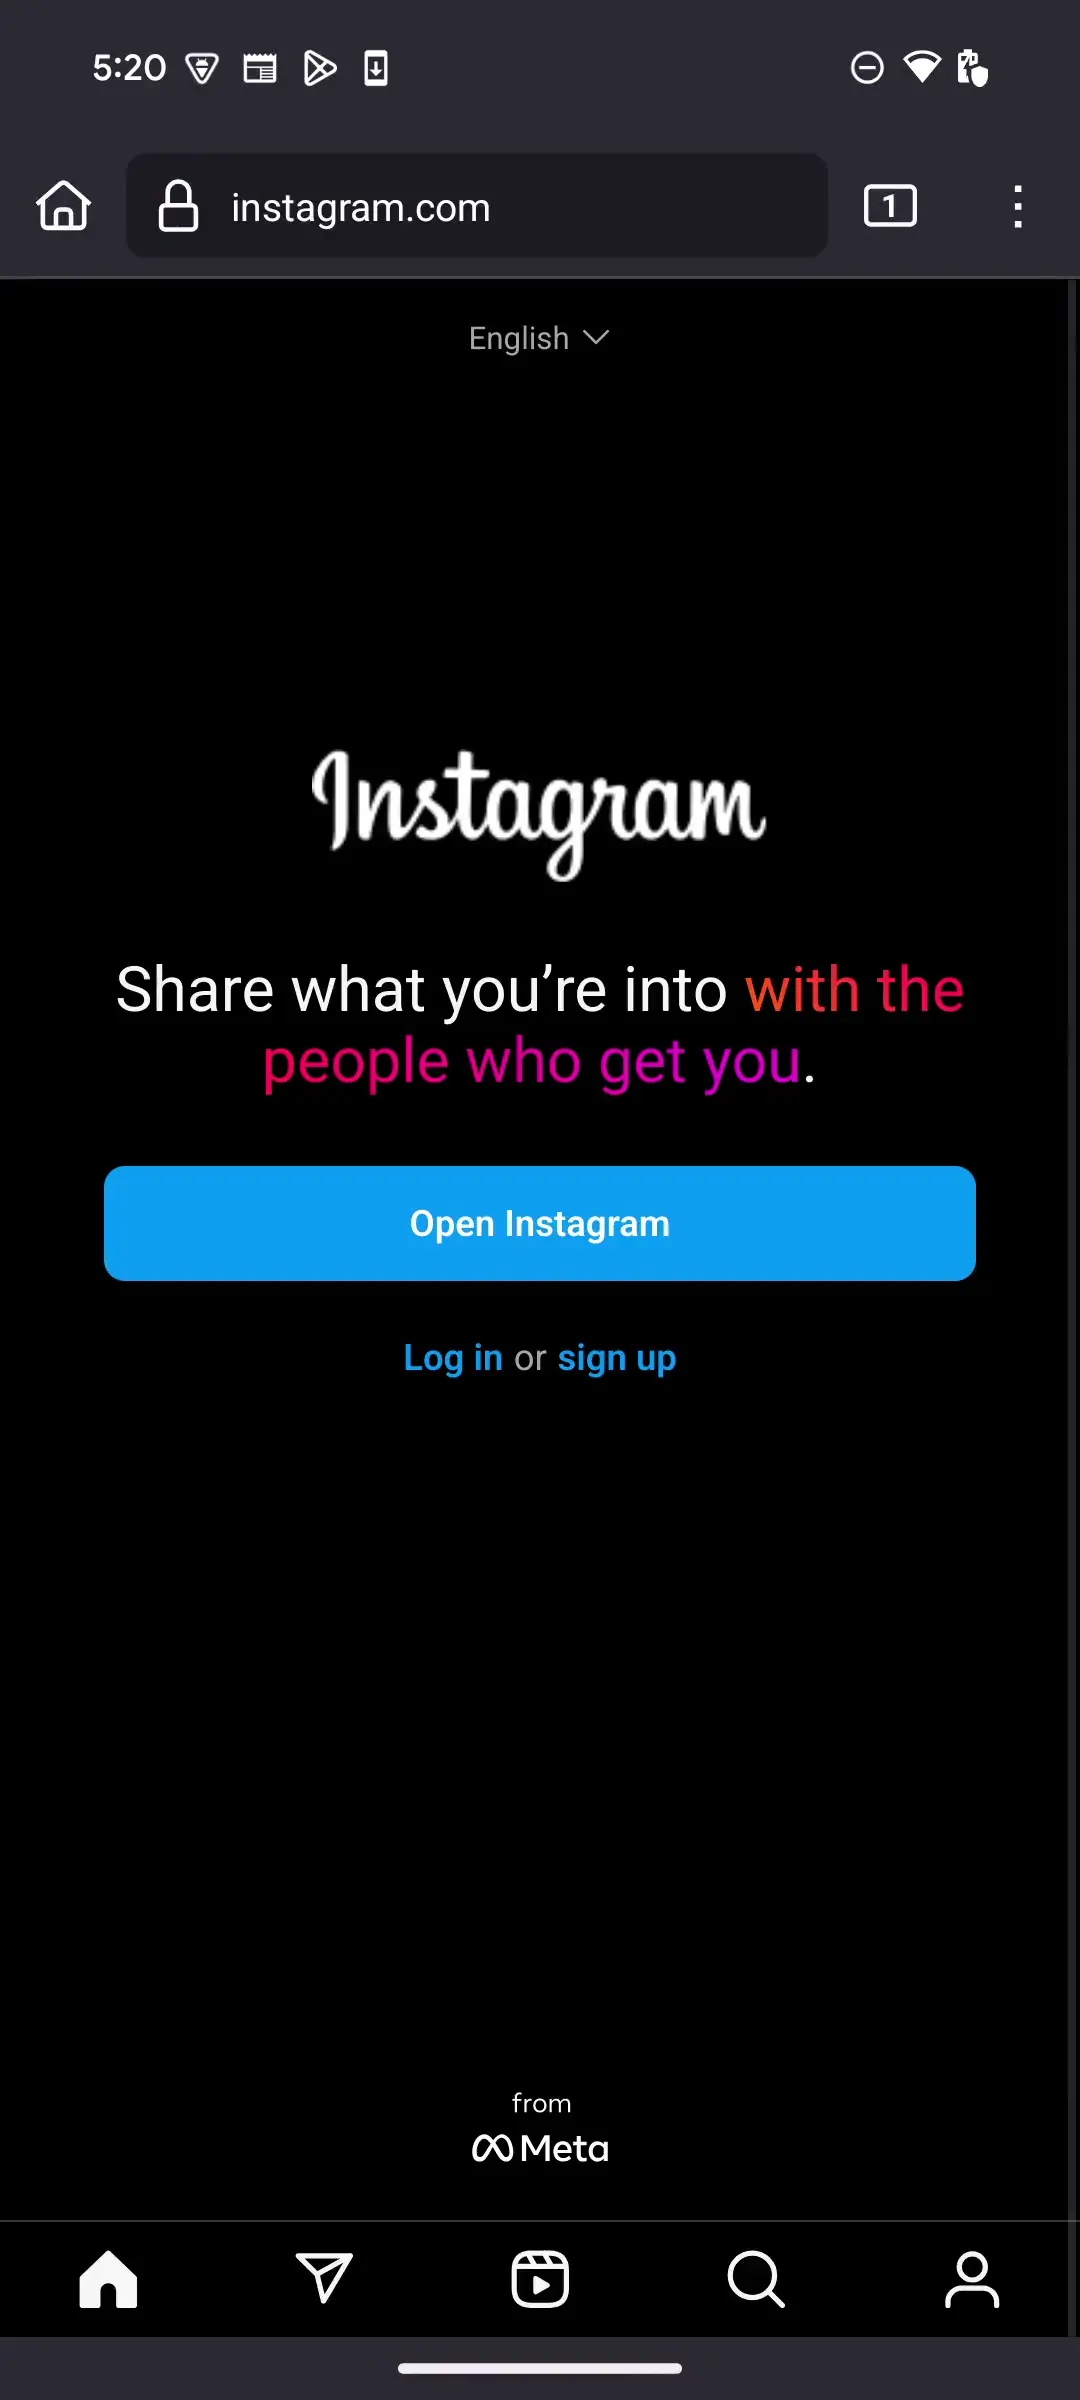 5:20
instagram.com
1
English
Instagram
Share what you’re into with the
people who get you.
Open Instagram
Log in or sign up
from
Meta